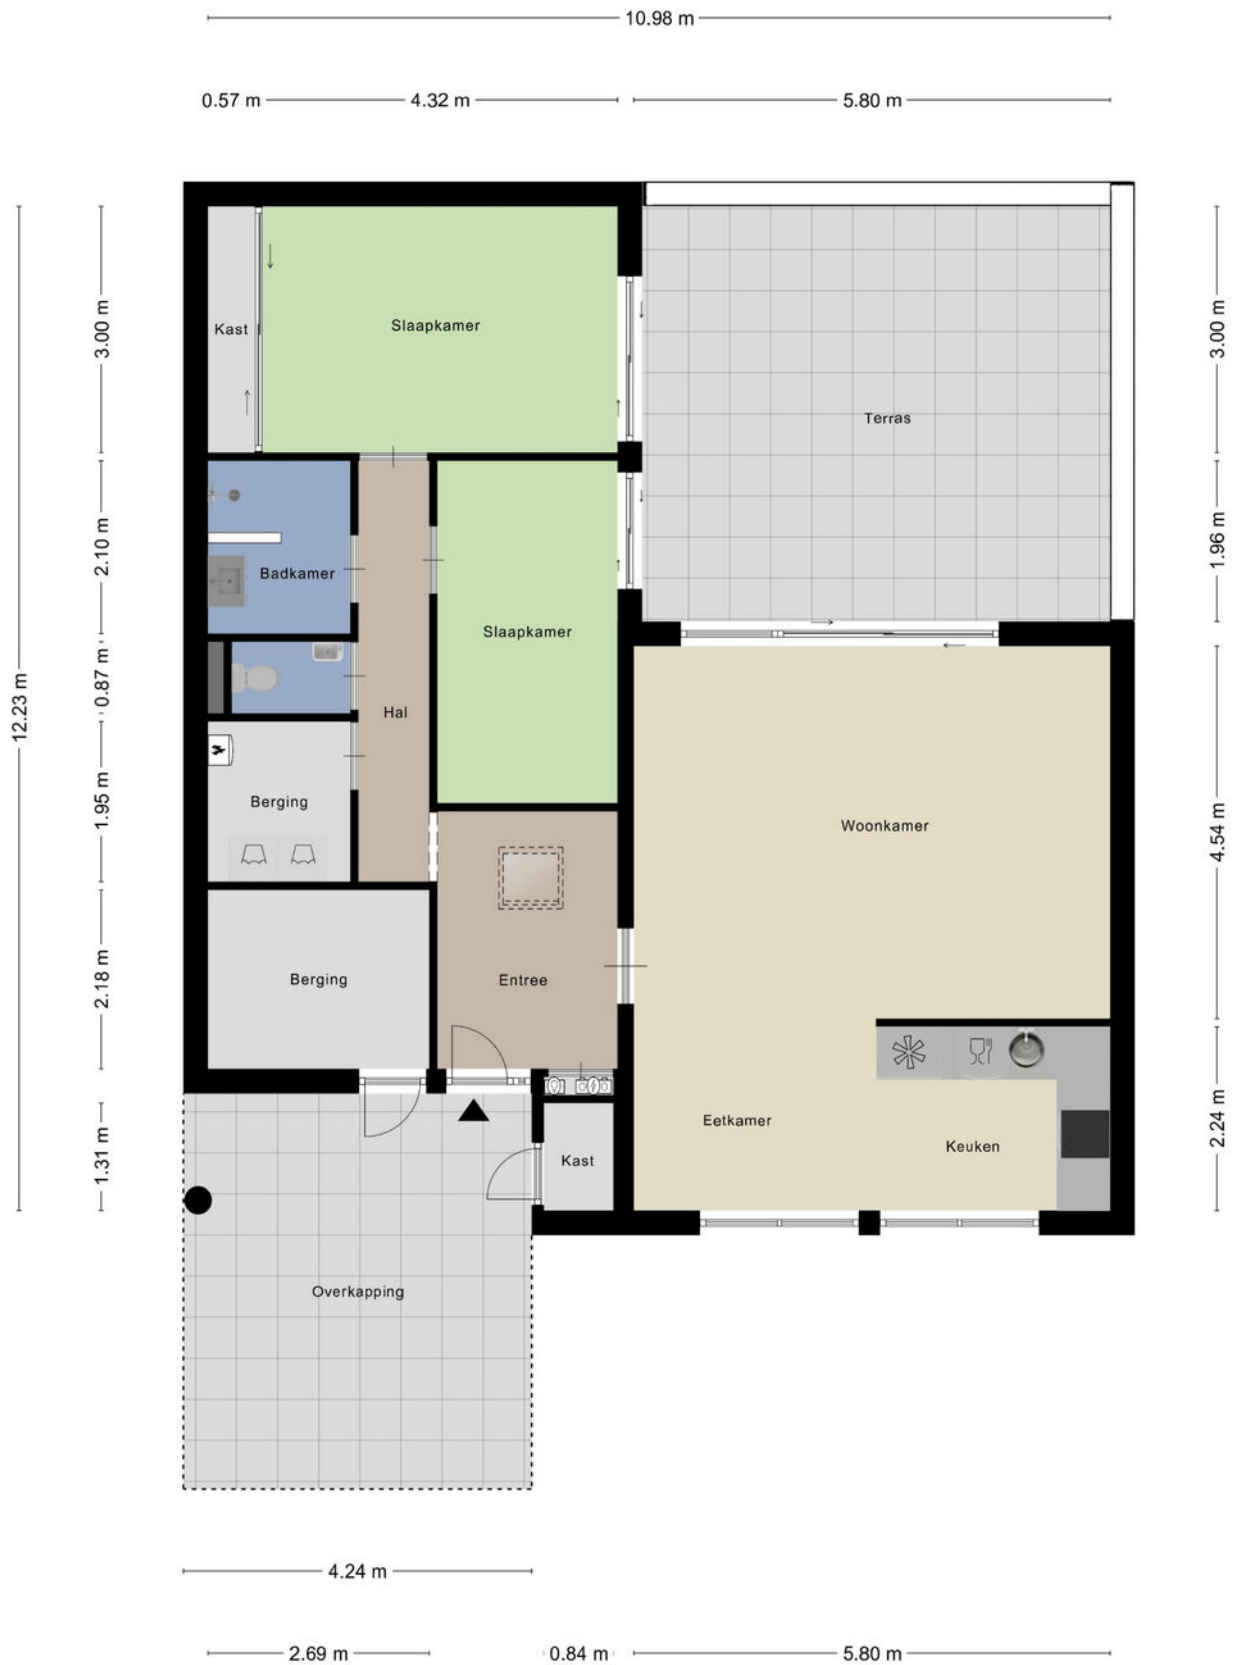 10.98 m
0.57 m
4.32 m
5.80 m
12.23 m
3.00 m
2.10 m
0.87 m
1.95 m
2.18 m
1.31 m
Kast
Slaapkamer
Terras
Badkamer
Slaapkamer
Hal
Berging
Woonkamer
Berging
Entree
Eetkamer
Keuken
Kast
Overkapping
3.00 m
1.96 m
4.54 m
2.24 m
4.24 m
2.69 m
0.84 m
5.80 m